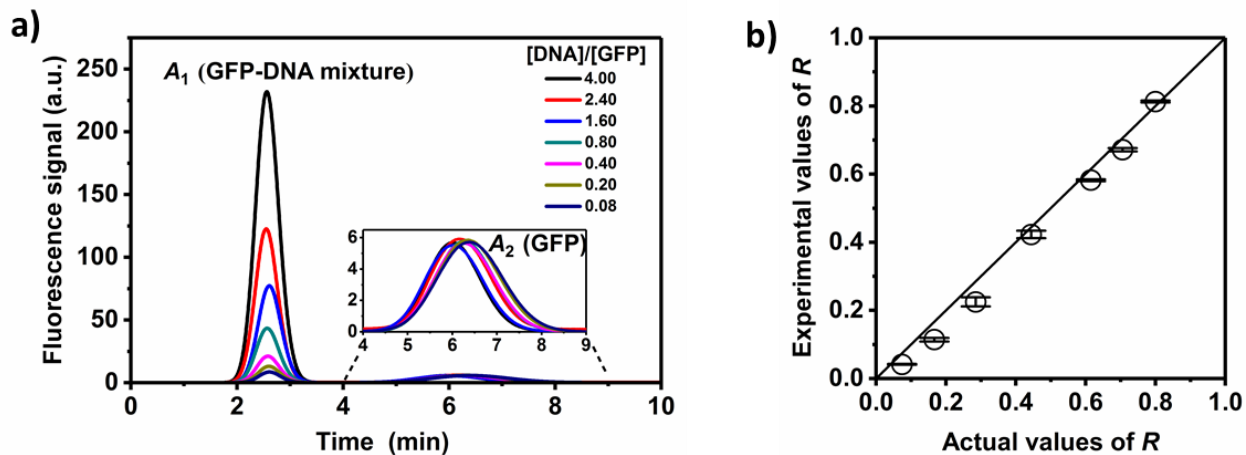 a)
Fluorescence signal (a.u.)
250
200
150
100
50
0
A1 (GFP-DNA mixture)
[DNA]/[GFP]
4.00
2.40
1.60
0.80
0.40
0.20
0.08
A2 (GFP)
6
4
2
0
4 5 6 7 8 9
0 2 4 6 8 10
Time (min)
b)
Experimental values of R
1.0
0.8
0.6
0.4
0.2
0.0
0.0 0.2 0.4 0.6 0.8 1.0
Actual values of R